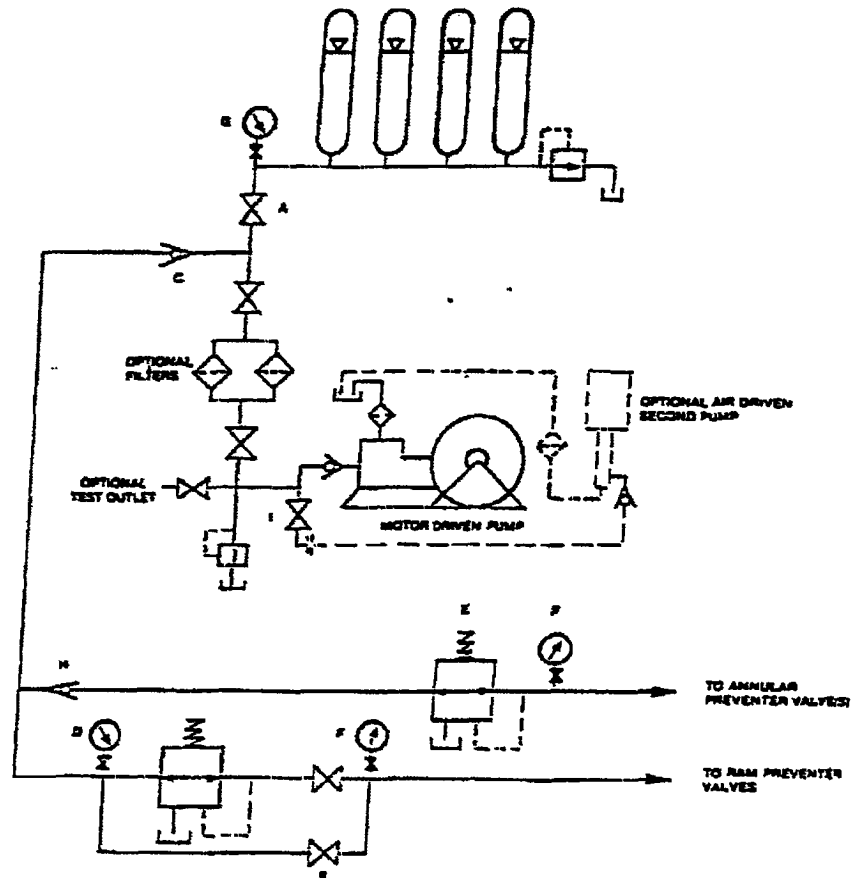 A
C
OPTIONAL
FILTERS
OPTIONAL AIR DRIVEN
SECOND PUMP
OPTIONAL
TEST OUTLET
I
MOTOR DRIVEN PUMP
F
TO ANNULAR
PREVENTER VALVE(S)
TO RAM PREVENTER
VALVES